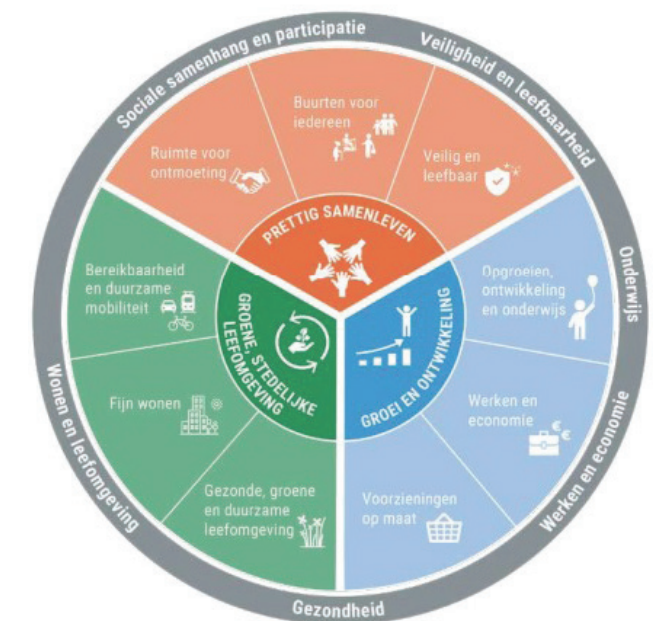 Sociale samenhang en participatie
Veiligheid en leefbaarheid
Onderwijs
Werken en economie
Gezondheid
Wonen en leefomgeving
Buurten voor
iedereen
Ruimte voor
ontmoeting
Veilig en
leefbaar
PRETTIG SAMENLEVEN
Bereikbaarheid
en duurzame
mobiliteit
Fijn wonen
Gezonde, groene
en duurzame
leefomgeving
GROENE, STEDELIJKE
LEEFOMGEVING
Opgroeien,
ontwikkeling
en onderwijs
Werken en
economie
€€
Voorzieningen
op maat
GROEI EN ONTWIKKELING